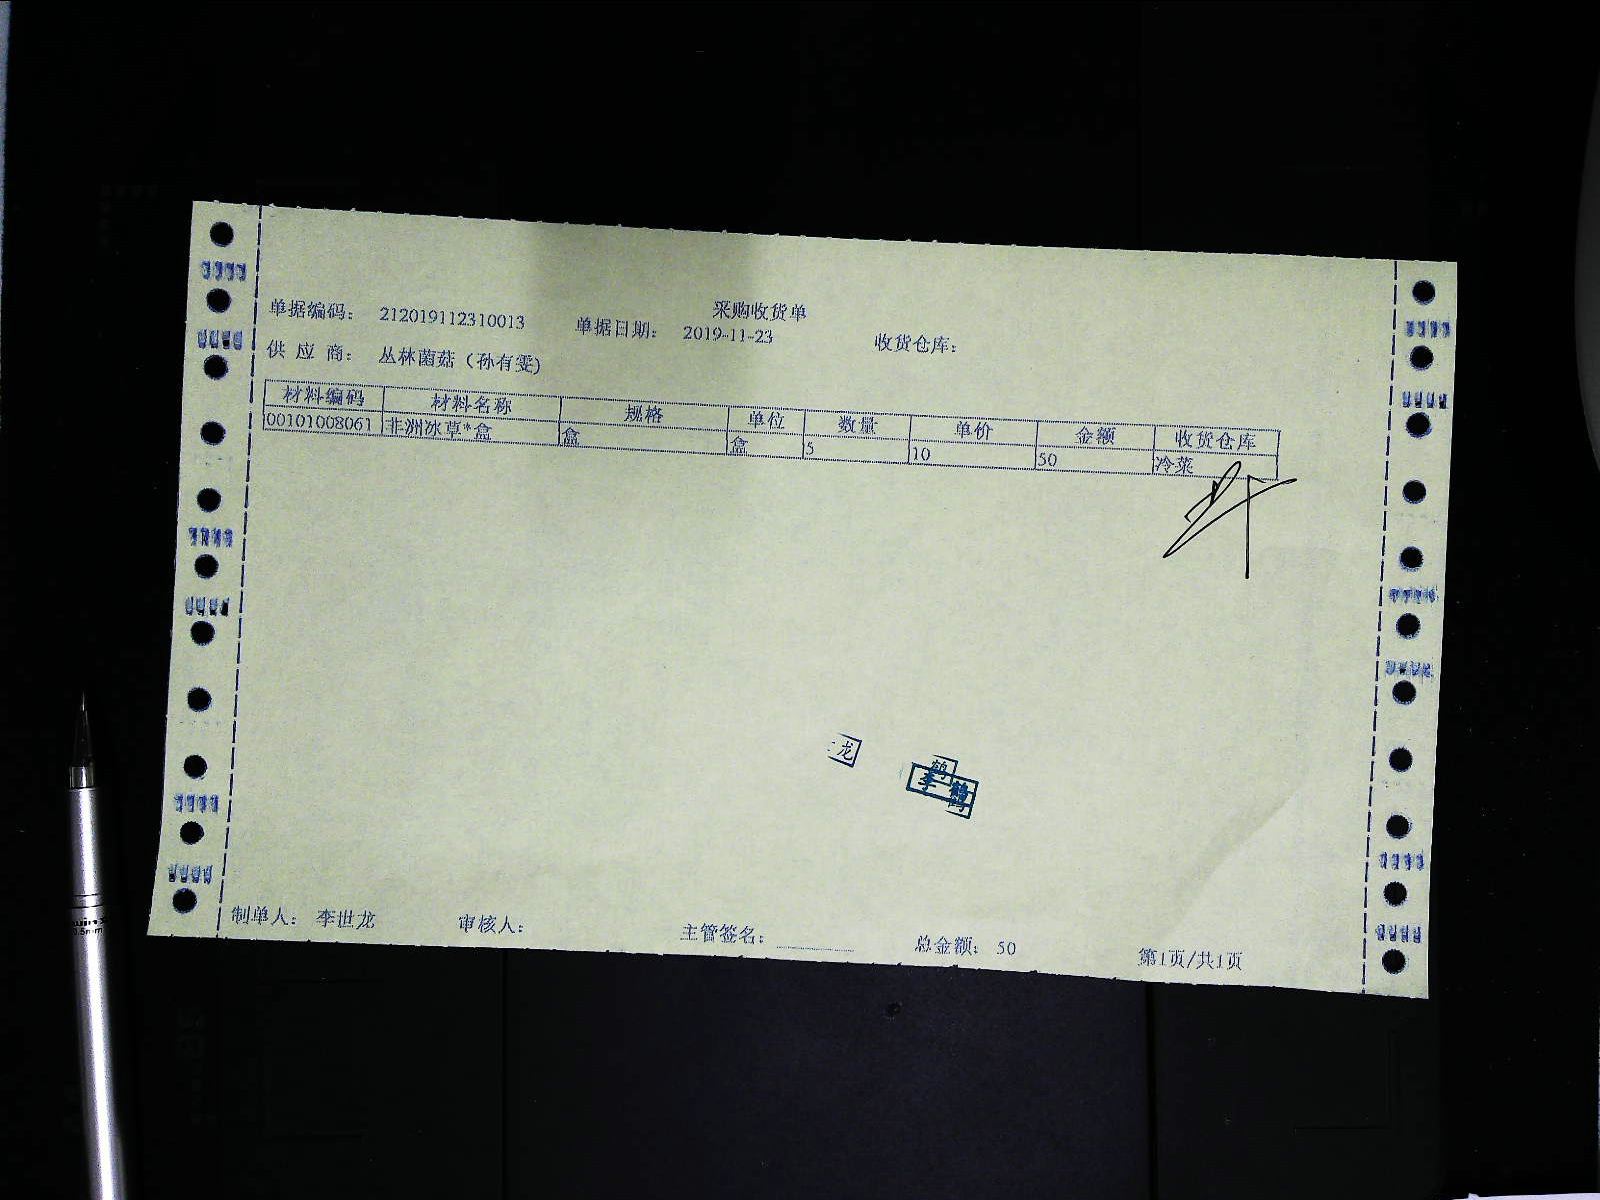 采购收货单
单据编码： 212019112310013 单据日期： 2019-11-23 收货仓库：
供 应 商： 丛林菌菇（孙有雯）
材料编码 材料名称 规格 单位 数量 单价 金额 收货仓库
00101008061 非洲冰草*盒 盒 盒 5 10 50 冷菜
龙
李鹤
制单人： 李世龙 审核人： 主管签名： 总金额： 50 第1页/共1页
0.5mm